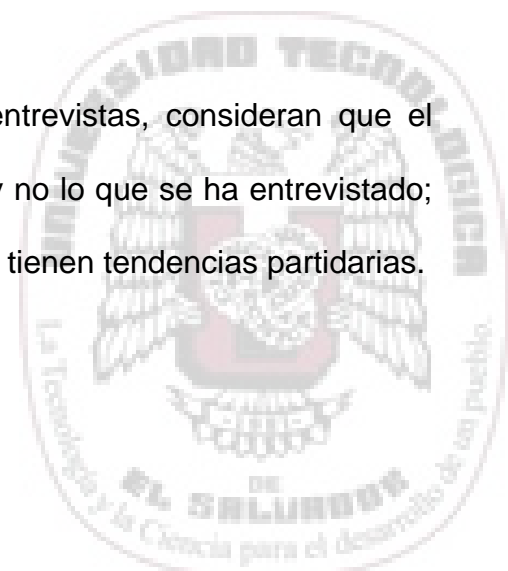 entrevistas, consideran que el
y no lo que se ha entrevistado;
tienen tendencias partidarias.
UNIVERSIDAD TECNOLOGICA
DE
EL SALVADOR
La Tecnología y la Ciencia para el desarrollo de un pueblo.